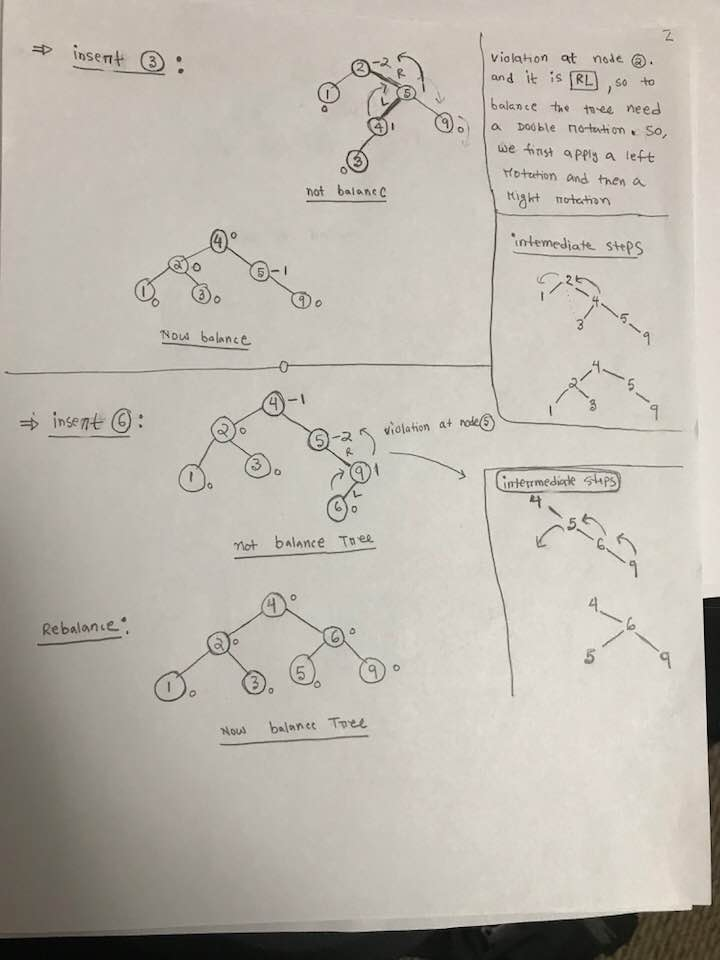 2
⇒ insert ③ :
2 -2
R
1
0
5
L
4 1
9 0
3
0
not balance
violation at node ②.
and it is RL, so to
balance the tree need
a Double rotation. So,
we first apply a left
rotation and then a
right rotation
4 0
2 0
5 -1
1 0
3 0
9 0
Now balance
intemediate steps
2
1
4
3
5
9
4
2
5
1
3
9
⇒ insert ⑥ :
4 -1
2 0
5 -2
R
violation at node ⑤
1 0
3 0
9 1
L
6 0
not balance Tree
intermediate steps
4
5
6
9
4
6
5
9
Rebalance:
4 0
2 0
6 0
1 0
3 0
5 0
9 0
Now balance Tree